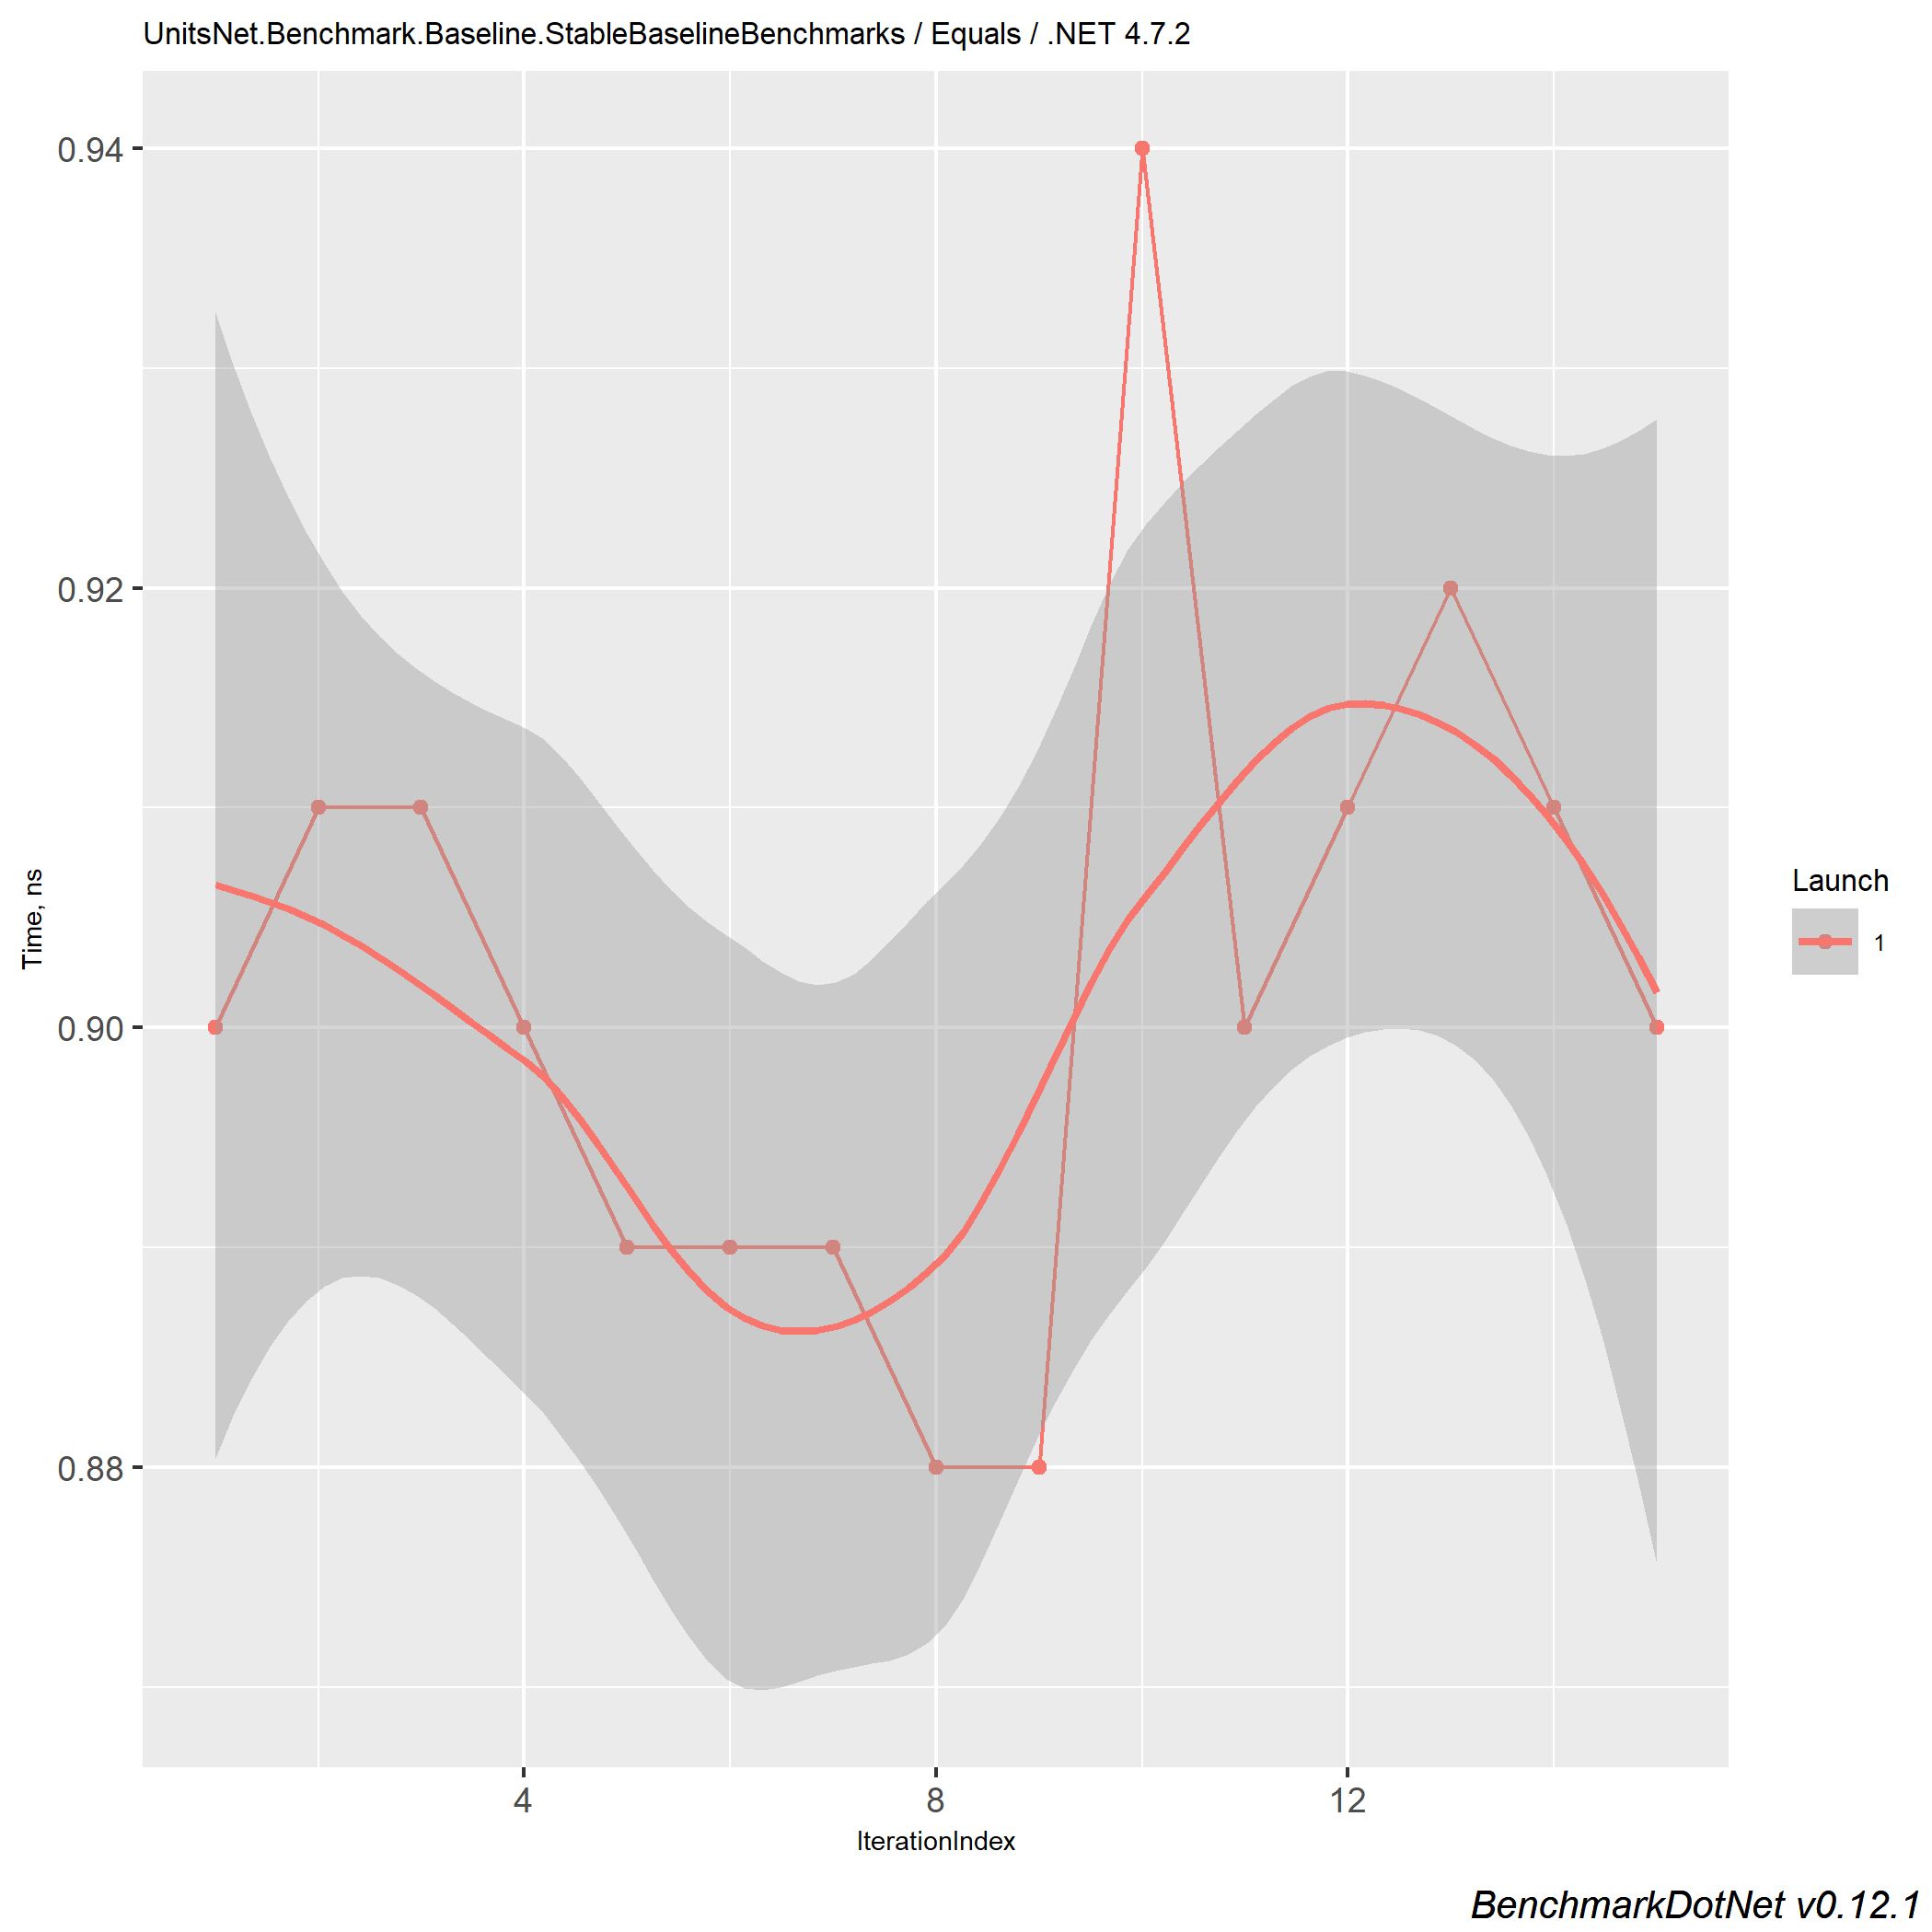 UnitsNet.Benchmark.Baseline.StableBaselineBenchmarks / Equals / .NET 4.7.2
0.94
0.92
0.90
0.88
Time, ns
4 8 12
IterationIndex
Launch
1
BenchmarkDotNet v0.12.1